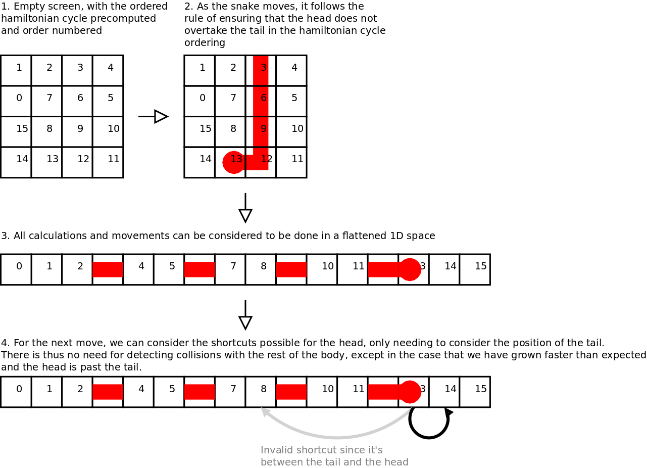 1. Empty screen, with the ordered
hamiltonian cycle precomputed
and order numbered
2. As the snake moves, it follows the
rule of ensuring that the head does not
overtake the tail in the hamiltonian cycle
ordering
1 2 3 4
0 7 6 5
15 8 9 10
14 13 12 11
1 2 3 4
0 7 6 5
15 8 9 10
14 13 12 11
3. All calculations and movements can be considered to be done in a flattened 1D space
0 1 2 4 5 7 8 10 11 3 14 15
4. For the next move, we can consider the shortcuts possible for the head, only needing to consider the position of the tail.
There is thus no need for detecting collisions with the rest of the body, except in the case that we have grown faster than expected
and the head is past the tail.
0 1 2 4 5 7 8 10 11 3 14 15
Invalid shortcut since it's
between the tail and the head